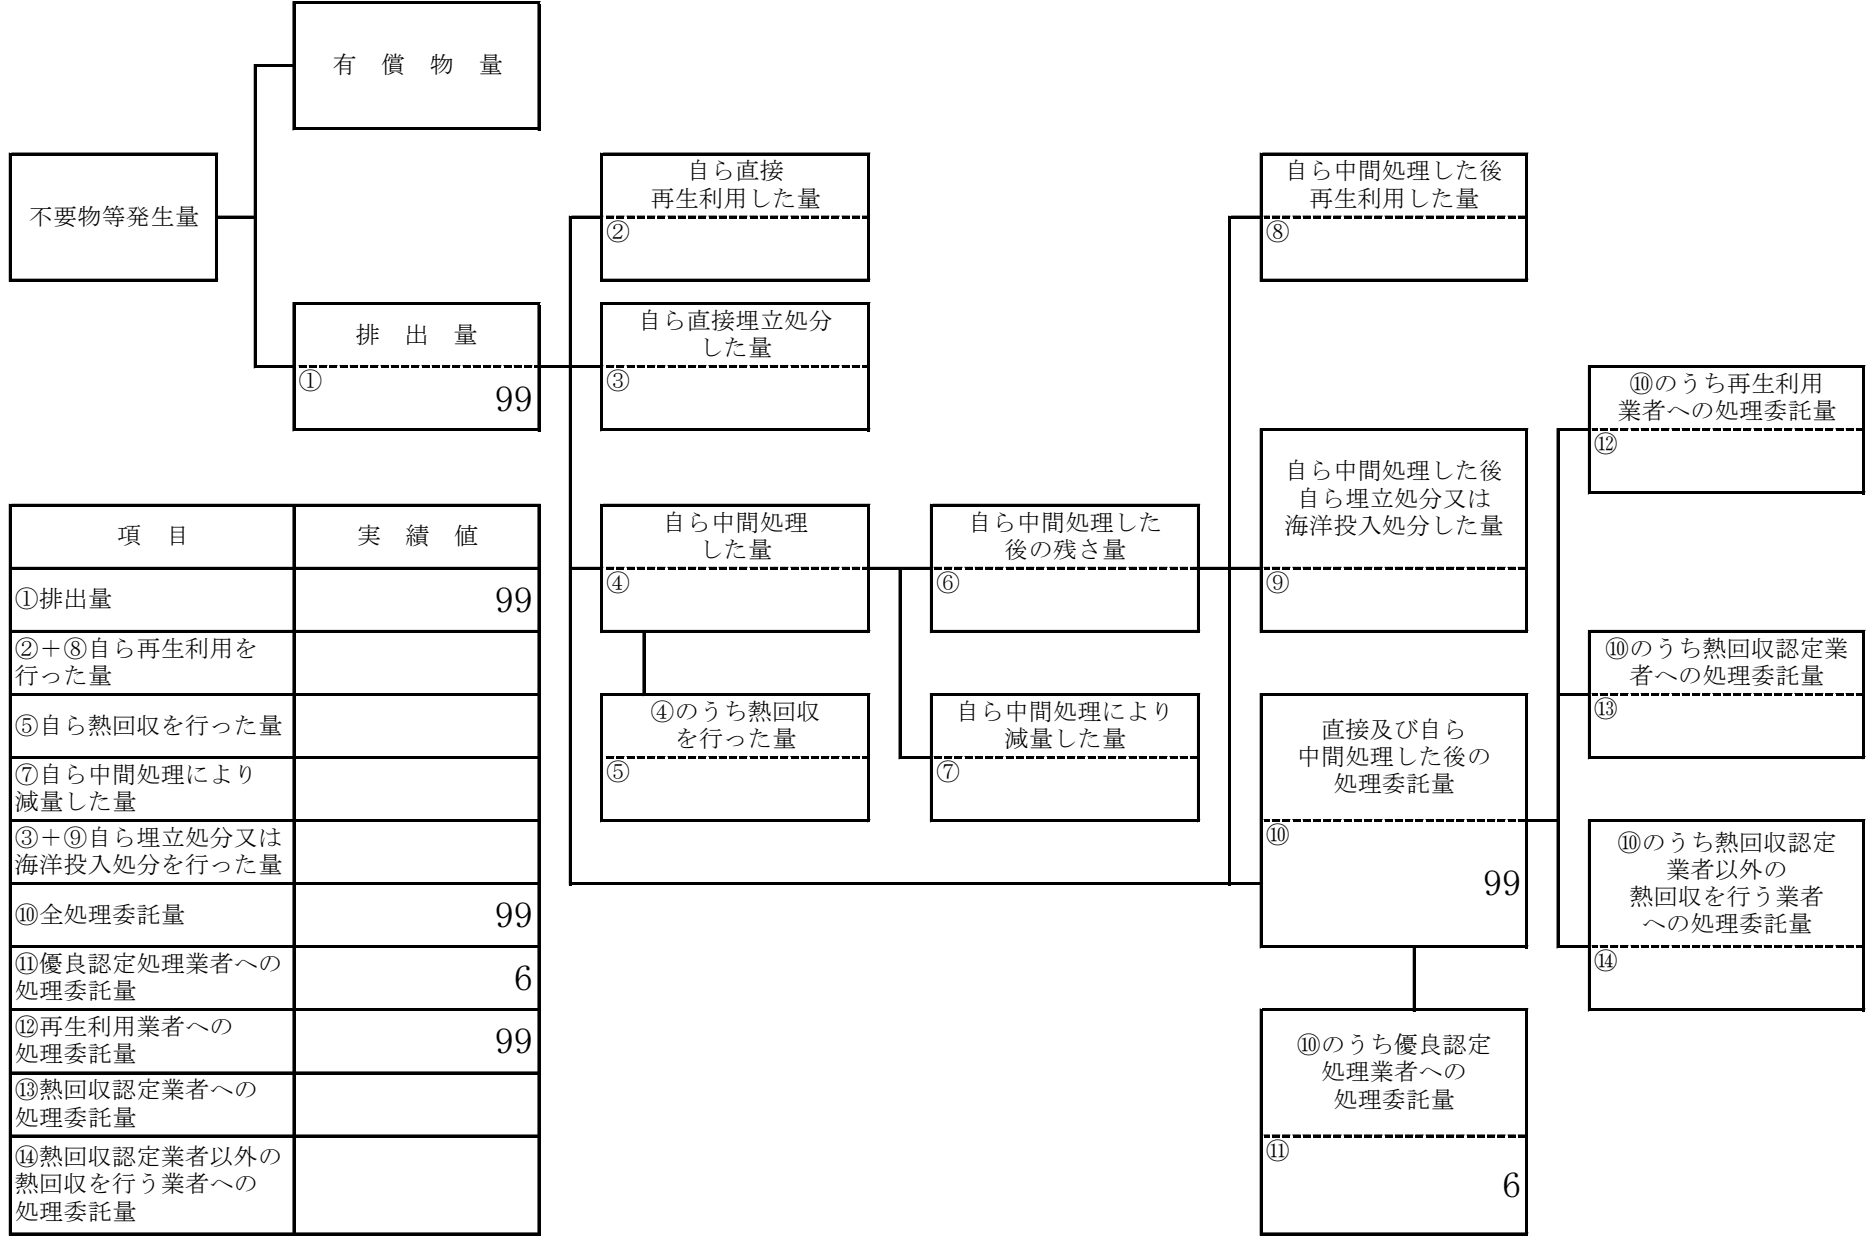 有　償　物　量
不要物等発生量
排　出　量
①
99
自ら直接
再生利用した量
②
自ら直接埋立処分
した量
③
自ら中間処理
した量
④
④のうち熱回収
を行った量
⑤
自ら中間処理した
後の残さ量
⑥
自ら中間処理により
減量した量
⑦
自ら中間処理した後
再生利用した量
⑧
自ら中間処理した後
自ら埋立処分又は
海洋投入処分した量
⑨
直接及び自ら
中間処理した後の
処理委託量
⑩
99
⑩のうち優良認定
処理業者への
処理委託量
⑪
6
⑩のうち再生利用
業者への処理委託量
⑫
⑩のうち熱回収認定業
者への処理委託量
⑬
⑩のうち熱回収認定
業者以外の
熱回収を行う業者
への処理委託量
⑭
項　目
実　績　値
①排出量
99
②＋⑧自ら再生利用を
行った量
⑤自ら熱回収を行った量
⑦自ら中間処理により
減量した量
③＋⑨自ら埋立処分又は
海洋投入処分を行った量
⑩全処理委託量
99
⑪優良認定処理業者への
処理委託量
6
⑫再生利用業者への
処理委託量
99
⑬熱回収認定業者への
処理委託量
⑭熱回収認定業者以外の
熱回収を行う業者への
処理委託量